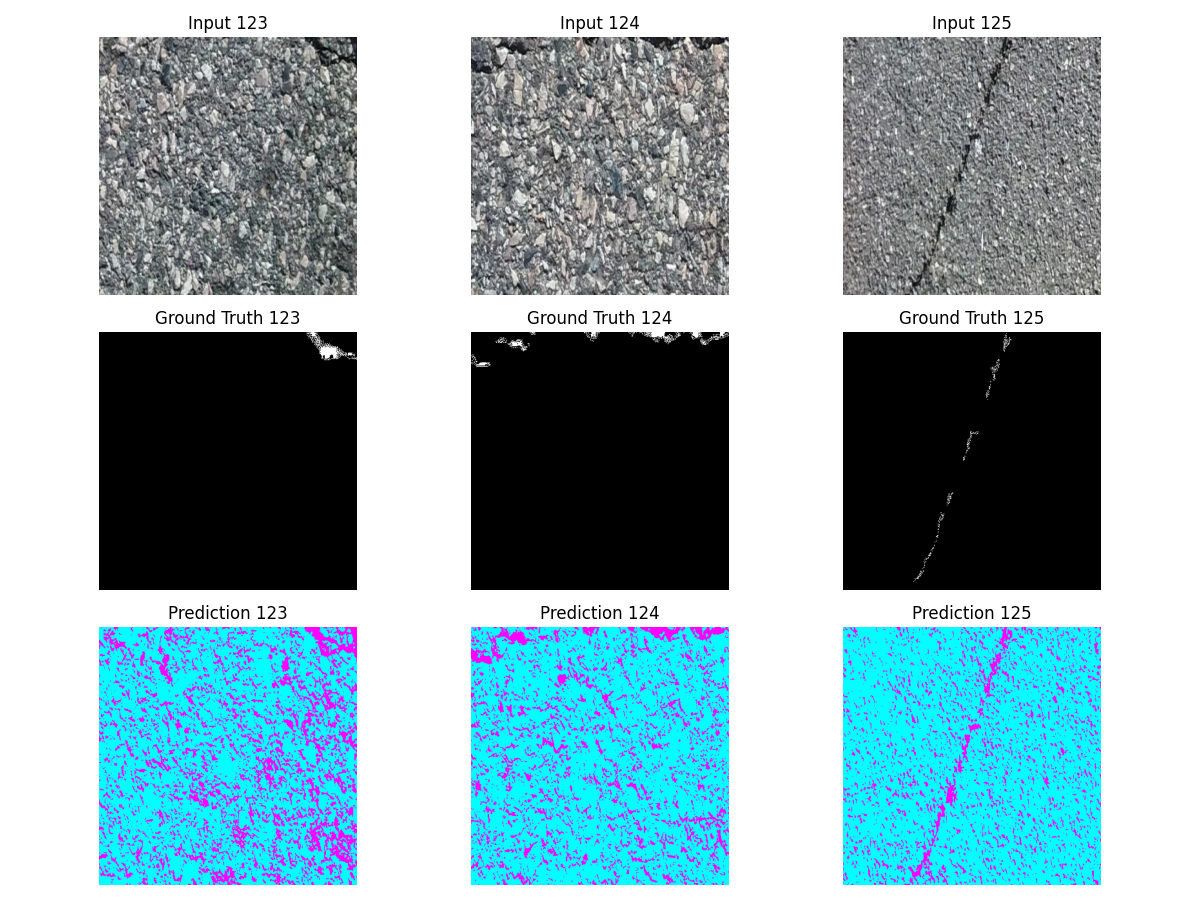 Input 123
Input 124
Input 125
Ground Truth 123
Ground Truth 124
Ground Truth 125
Prediction 123
Prediction 124
Prediction 125